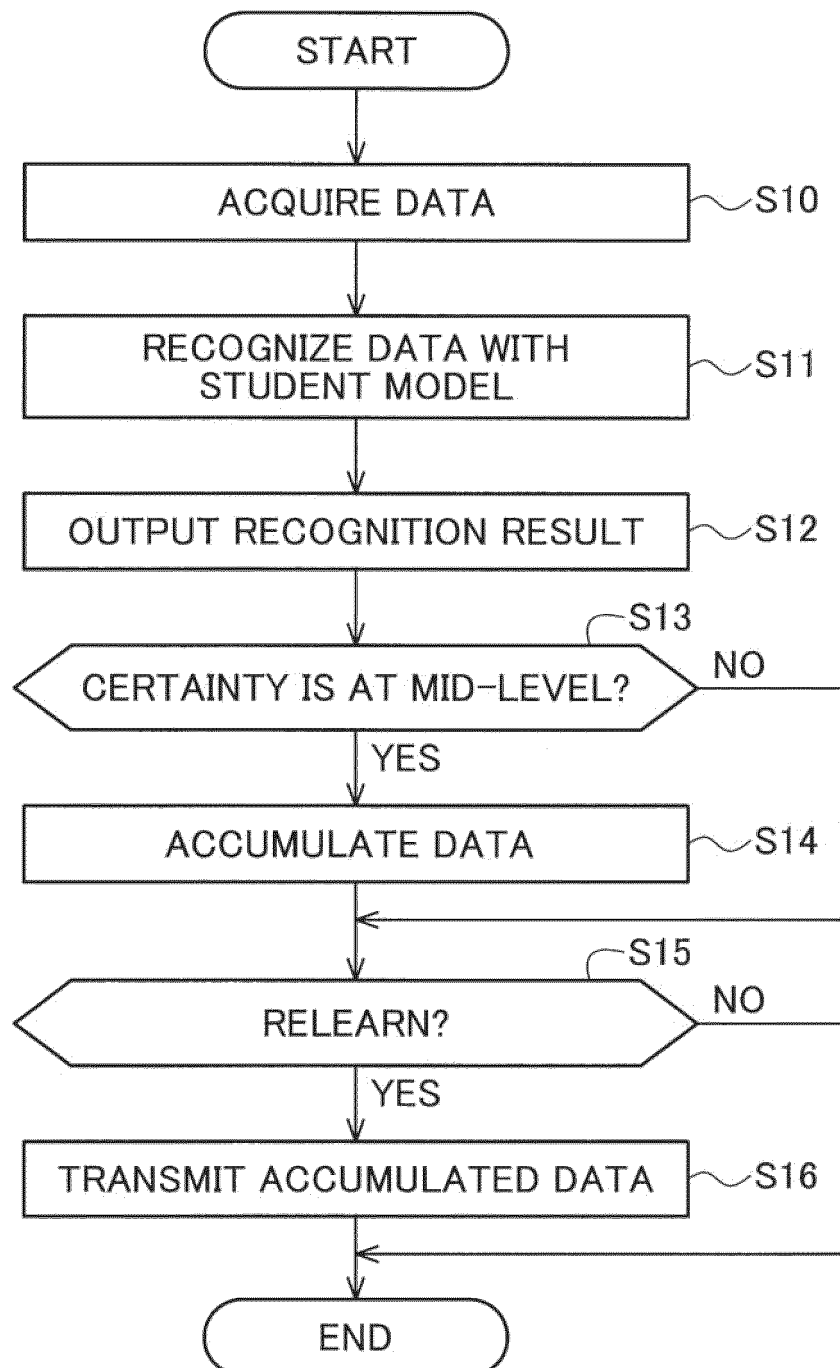 START
ACQUIRE DATA
S10
RECOGNIZE DATA WITH
STUDENT MODEL
S11
OUTPUT RECOGNITION RESULT
S12
S13
CERTAINTY IS AT MID-LEVEL?
NO
YES
ACCUMULATE DATA
S14
S15
RELEARN?
NO
YES
TRANSMIT ACCUMULATED DATA
S16
END